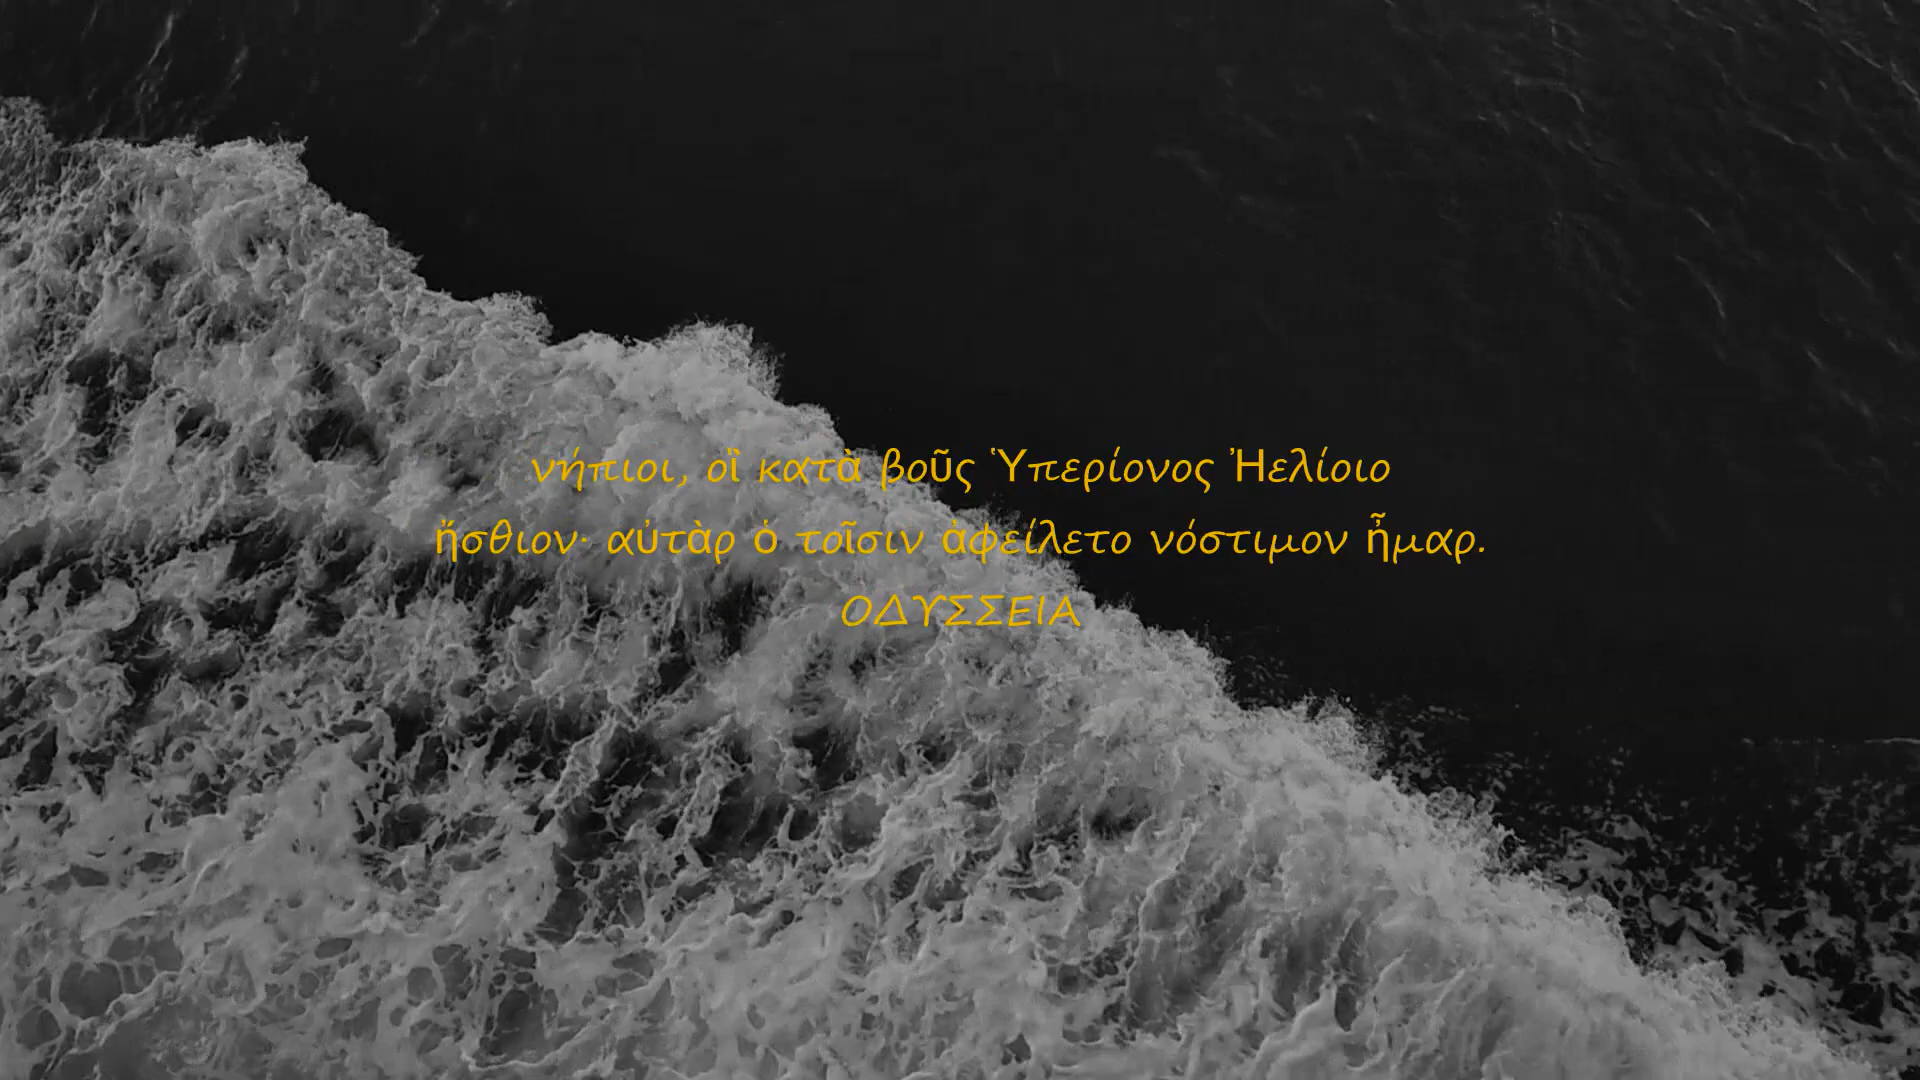 νήπιοι, οἳ κατὰ βοῦς Ὑπερίονος Ἠελίοιο
ἤσθιον· αὐτὰρ ὁ τοῖσιν ἀφείλετο νόστιμον ἦμαρ.
ΟΔΥΣΣΕΙΑ